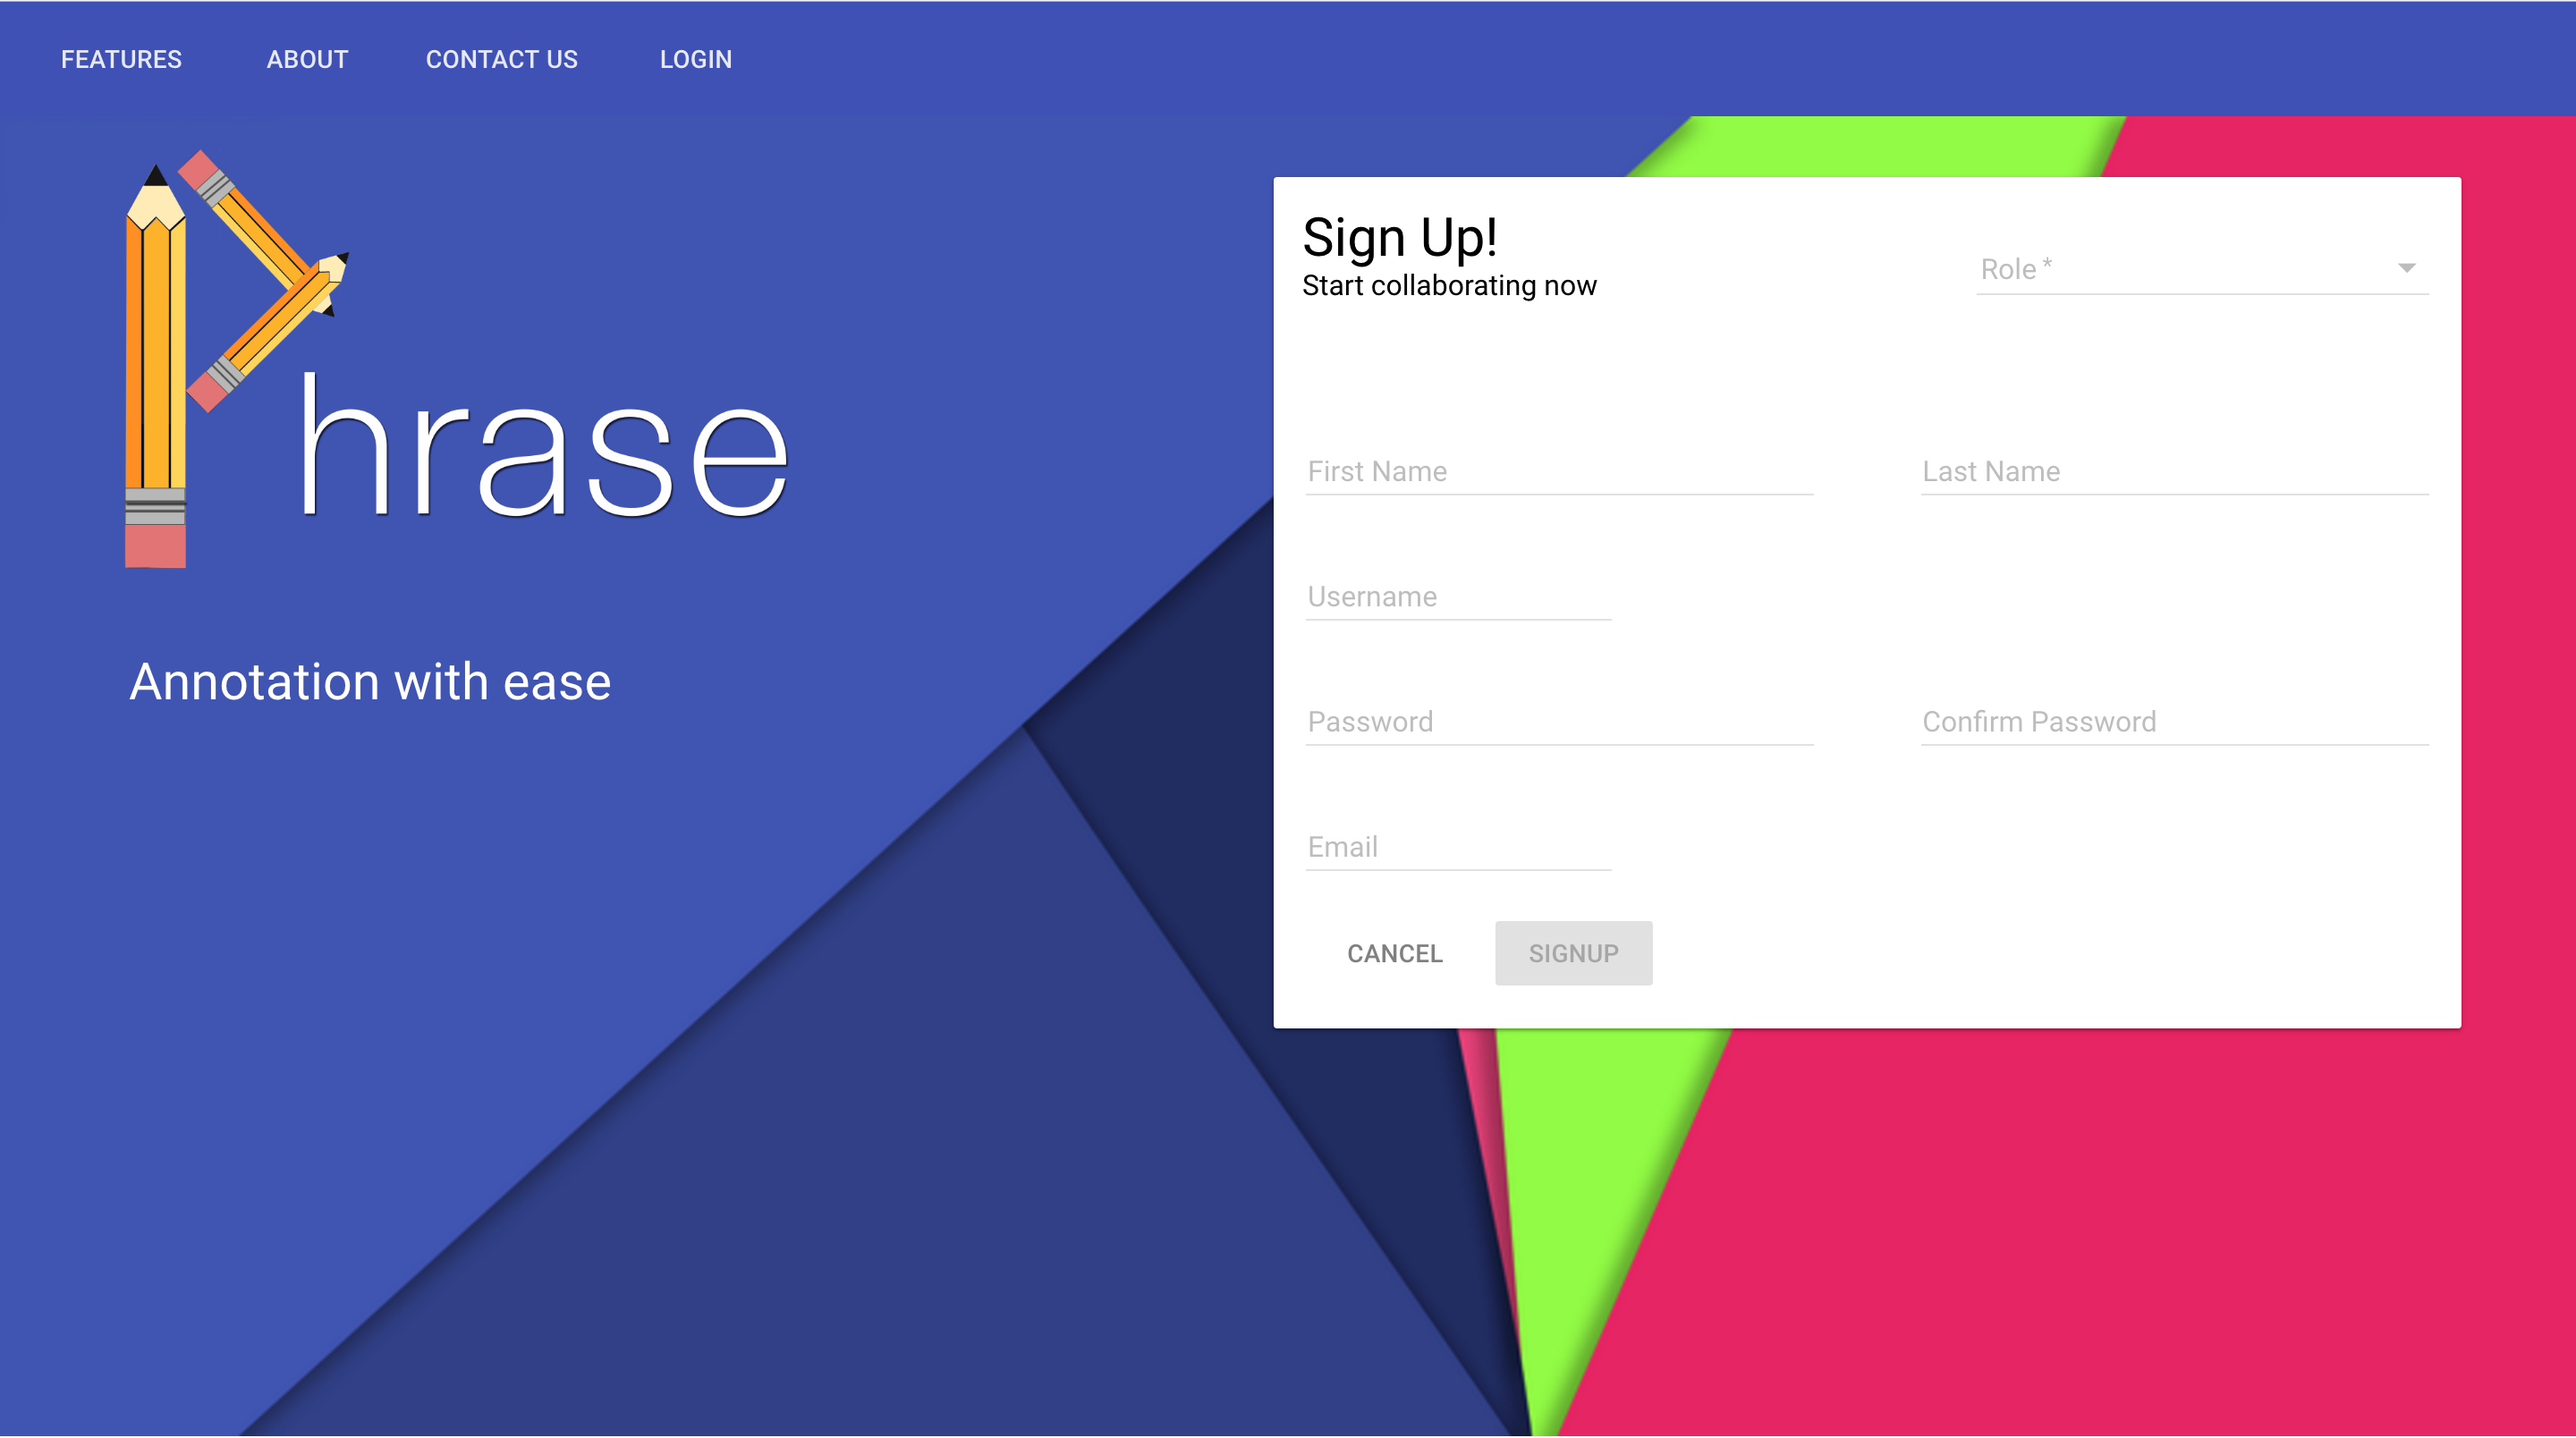 FEATURES ABOUT CONTACT US LOGIN
Phrase
Annotation with ease
Sign Up!
Start collaborating now
Role *
First Name Last Name
Username
Password Confirm Password
Email
CANCEL SIGNUP